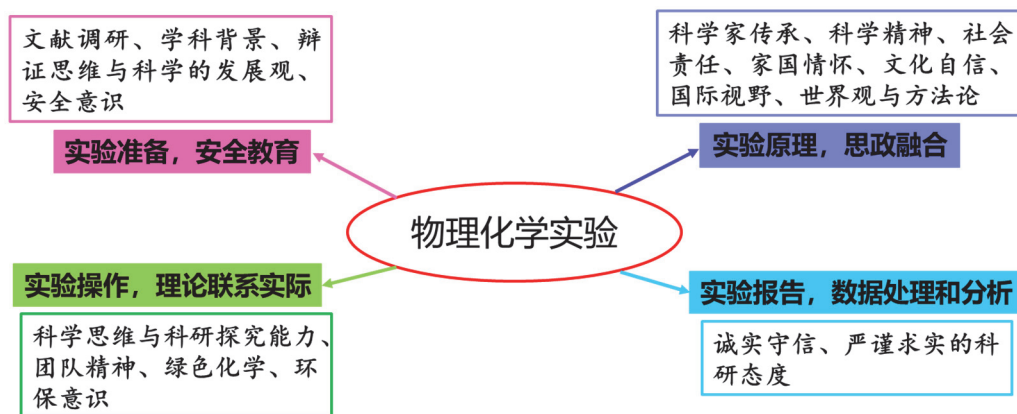 文献调研、学科背景、辩
证思维与科学的发展观、
安全意识
实验准备，安全教育
科学家传承、科学精神、社会
责任、家国情怀、文化自信、
国际视野、世界观与方法论
实验原理，思政融合
物理化学实验
实验操作，理论联系实际
科学思维与科研探究能力、
团队精神、绿色化学、环
保意识
实验报告，数据处理和分析
诚实守信、严谨求实的科
研态度